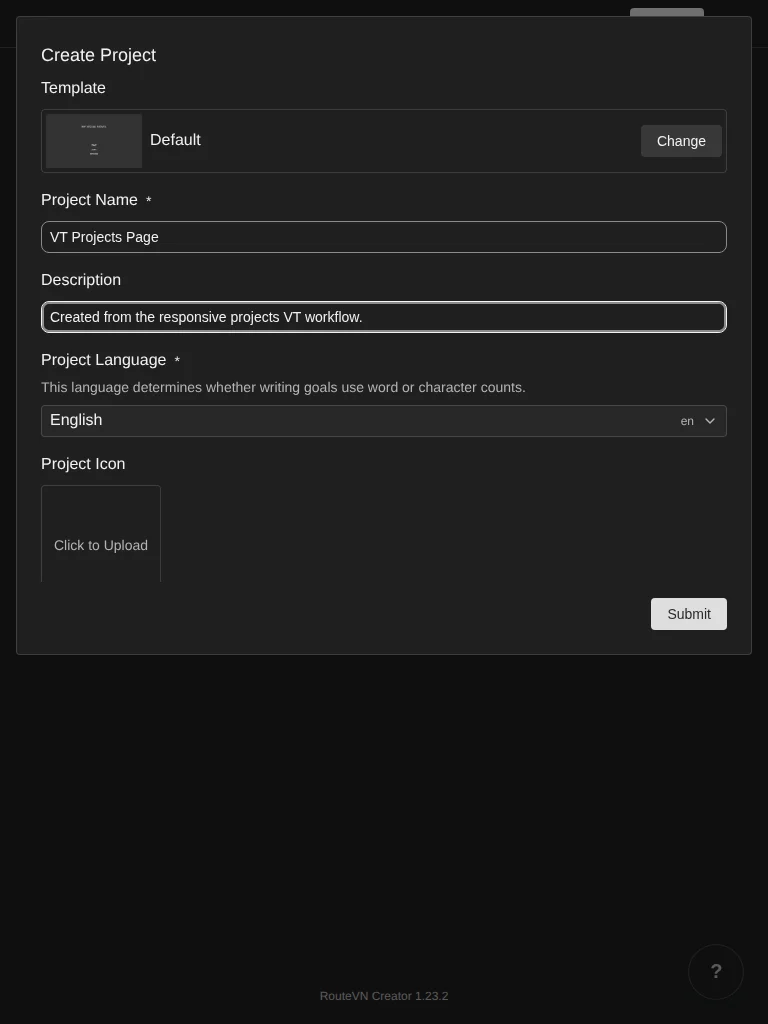 Create Project
Template
Default
Change
Project Name *
VT Projects Page
Description
Created from the responsive projects VT workflow.
Project Language *
This language determines whether writing goals use word or character counts.
English
en
Project Icon
Click to Upload
Submit
?
RouteVN Creator 1.23.2